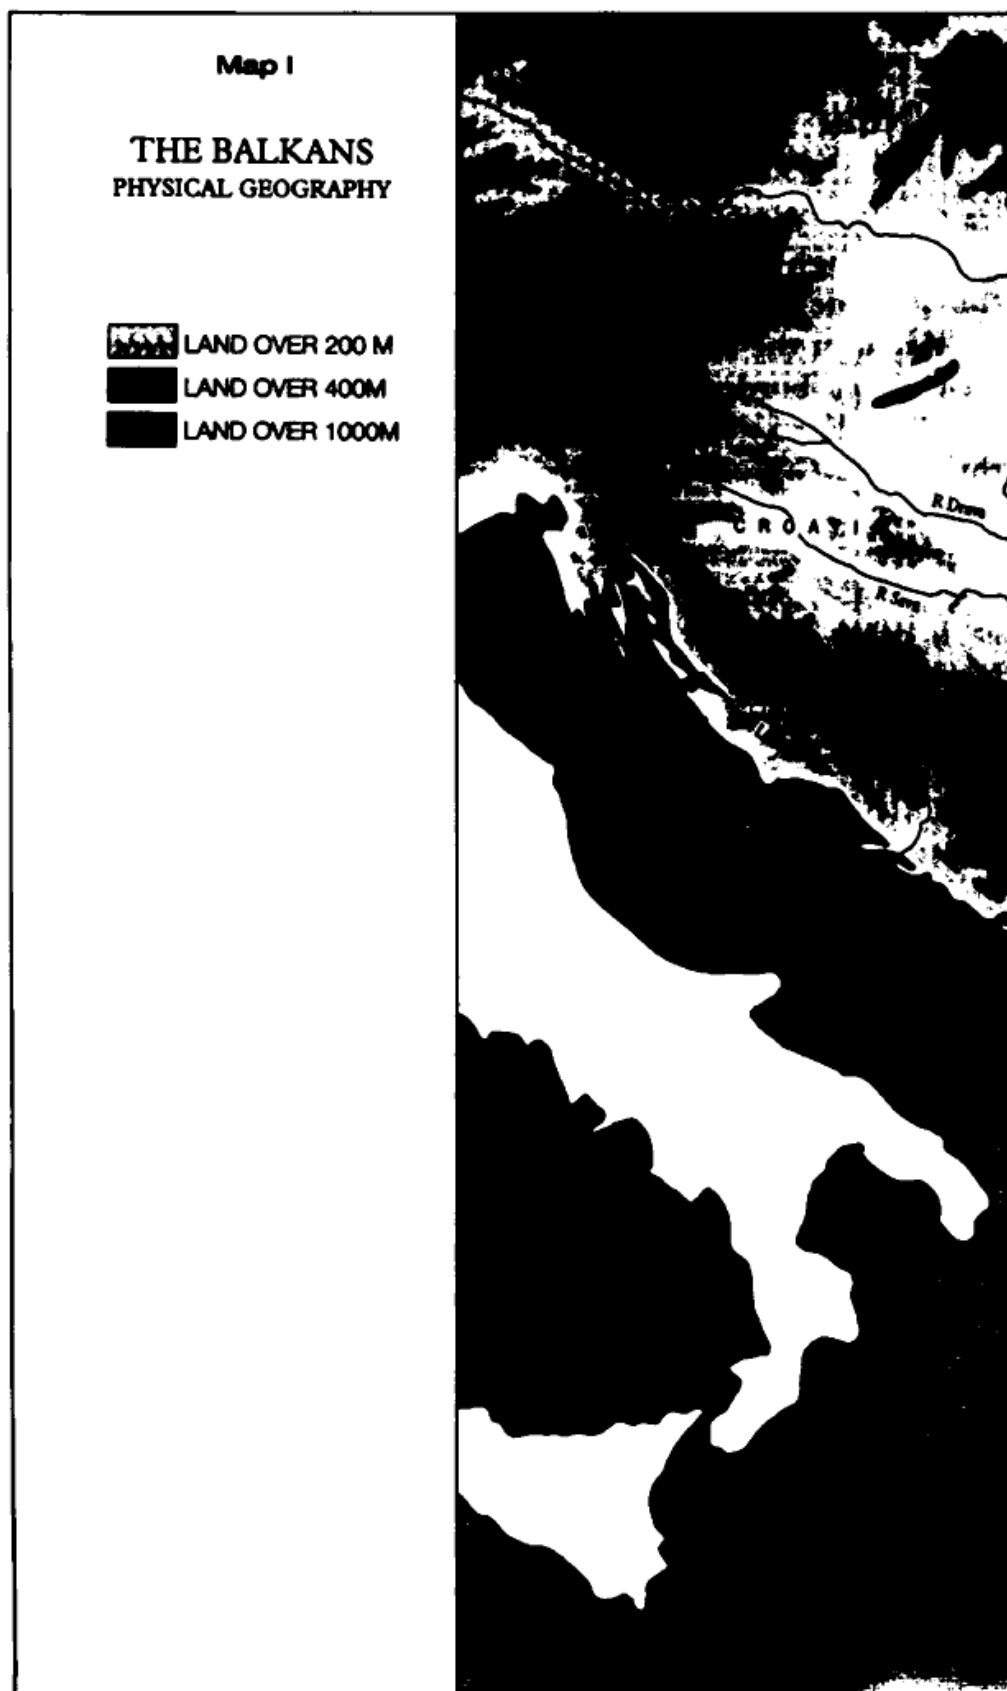 Map I
THE BALKANS
PHYSICAL GEOGRAPHY
LAND OVER 200 M
LAND OVER 400M
LAND OVER 1000M
R Drava
C R O A T I
R Sava